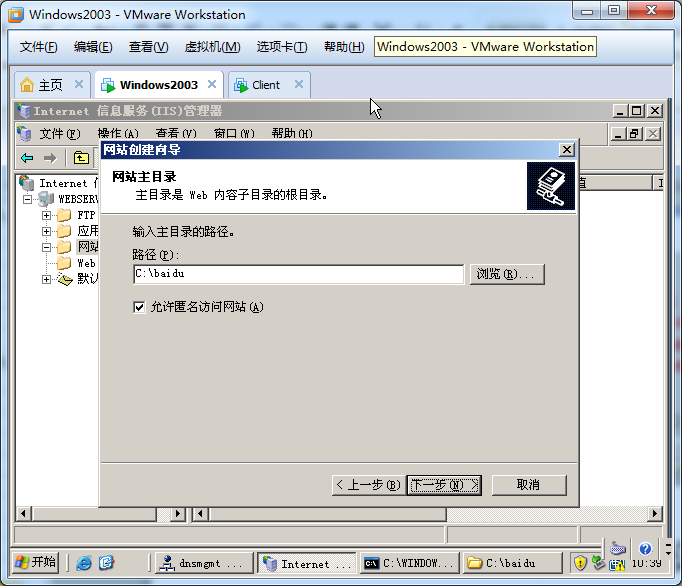 Windows2003 - VMware Workstation
文件(F) 编辑(E) 查看(V) 虚拟机(M) 选项卡(T) 帮助(H) Windows2003 - VMware Workstation
主页 Windows2003 Client
Internet 信息服务(IIS)管理器
文件(F) 操作(A) 查看(V) 窗口(W) 帮助(H)
网站创建向导
网站主目录
主目录是 Web 内容子目录的根目录。
Internet
WEBSERV
FTP
应用
网站
Web
默认
值
输入主目录的路径。
路径(P):
C:\baidu
浏览(R)...
允许匿名访问网站(A)
< 上一步(B) 下一步(N) > 取消
开始 dnsmgmt ... Internet ... C:\WINDOW... C:\baidu 10:39